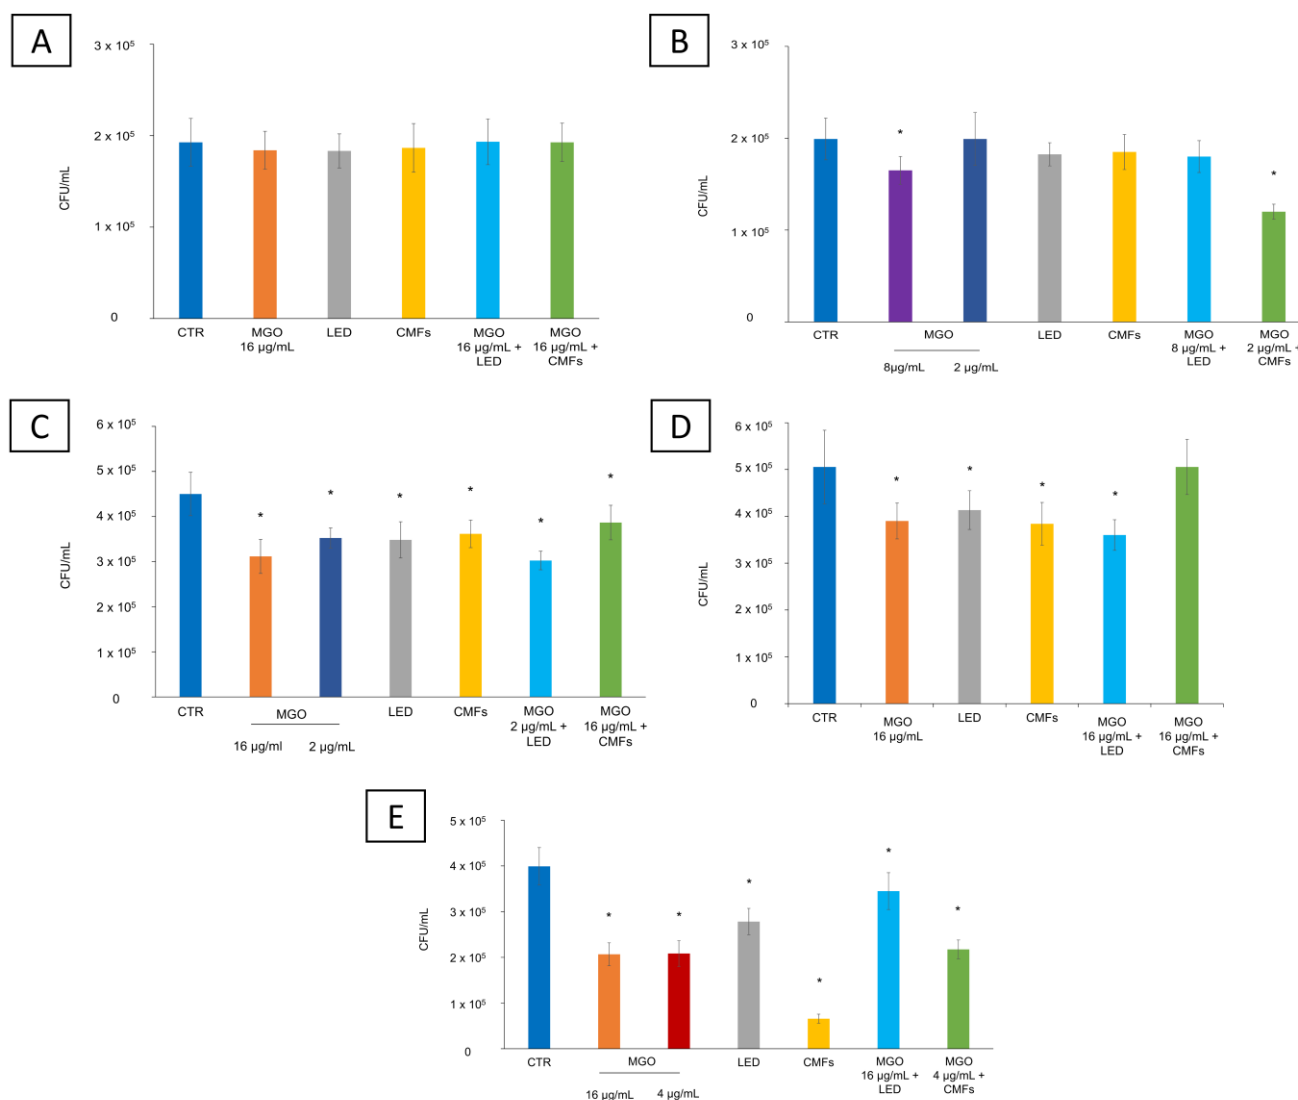 A
3 x 10⁵
2 x 10⁵
1 x 10⁵
0
CFU/mL
*
CTR
MGO
16 µg/mL
LED
CMFs
MGO
16 µg/mL +
LED
MGO
16 µg/mL +
CMFs
B
3 x 10⁵
2 x 10⁵
1 x 10⁵
0
CFU/mL
*
*
CTR
MGO
8µg/mL
2 µg/mL
LED
CMFs
MGO
8 µg/mL +
LED
MGO
2 µg/mL +
CMFs
C
6 x 10⁵
5 x 10⁵
4 x 10⁵
3 x 10⁵
2 x 10⁵
1 x 10⁵
0
CFU/mL
*
*
*
*
*
*
CTR
MGO
16 µg/ml
2 µg/mL
LED
CMFs
MGO
2 µg/mL +
LED
MGO
16 µg/mL +
CMFs
D
6 x 10⁵
5 x 10⁵
4 x 10⁵
3 x 10⁵
2 x 10⁵
1 x 10⁵
0
CFU/mL
*
*
*
*
CTR
MGO
16 µg/mL
LED
CMFs
MGO
16 µg/mL +
LED
MGO
16 µg/mL +
CMFs
E
5 x 10⁵
4 x 10⁵
3 x 10⁵
2 x 10⁵
1 x 10⁵
0
CFU/mL
*
*
*
*
*
*
CTR
MGO
16 µg/mL
4 µg/mL
LED
CMFs
MGO
16 µg/mL +
LED
MGO
4 µg/mL +
CMFs